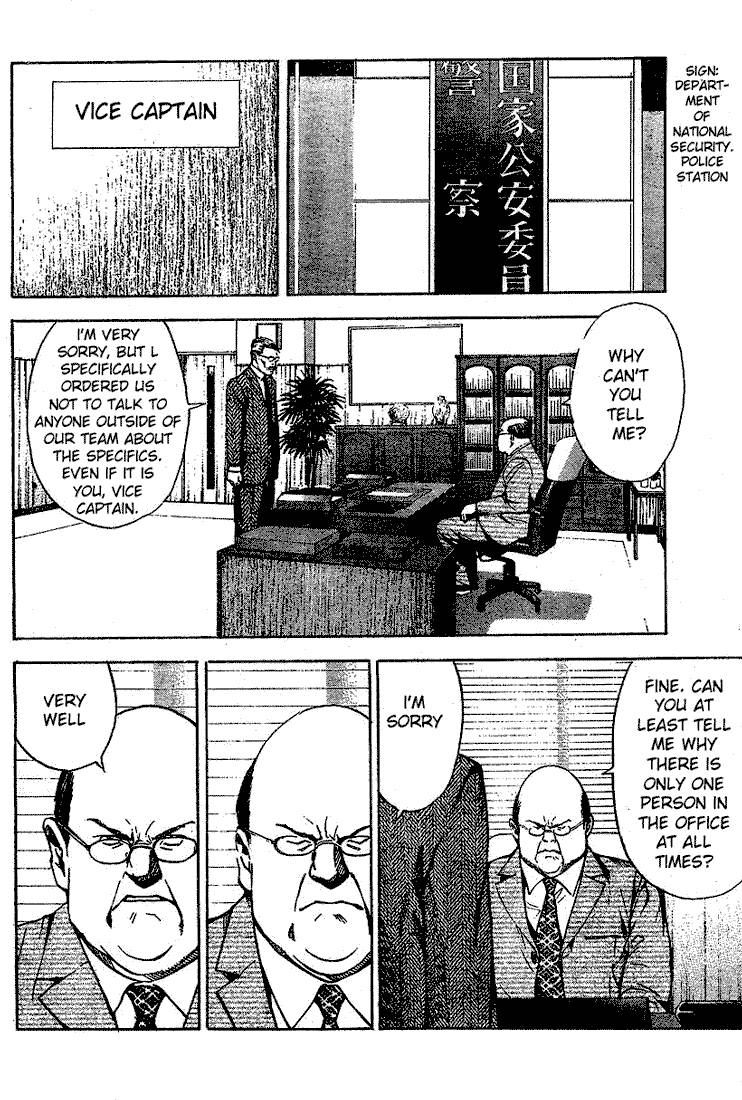 SIGN:
DEPART-
MENT
OF
NATIONAL
SECURITY.
POLICE
STATION
国家公安委員
警察
VICE CAPTAIN
WHY
CAN'T
YOU
TELL
ME?
I'M VERY
SORRY, BUT L
SPECIFICALLY
ORDERED US
NOT TO TALK TO
ANYONE OUTSIDE OF
OUR TEAM ABOUT
THE SPECIFICS.
EVEN IF IT IS
YOU, VICE
CAPTAIN.
FINE. CAN
YOU AT
LEAST TELL
ME WHY
THERE IS
ONLY ONE
PERSON IN
THE OFFICE
AT ALL
TIMES?
I'M
SORRY
VERY
WELL